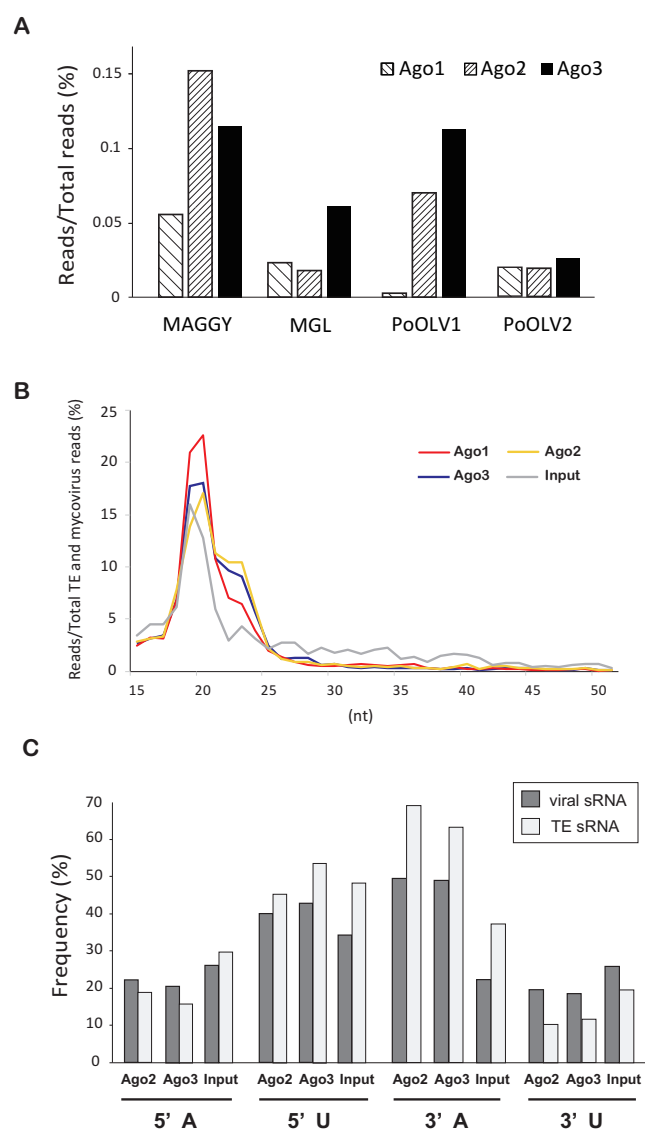 A
Reads/Total reads (%)
0.15
0.1
0.05
0
Ago1 Ago2 Ago3
MAGGY MGL PoOLV1 PoOLV2
B
Reads/Total TE and mycovirus reads (%)
25
20
15
10
5
0
Ago1 Ago2
Ago3 Input
15 20 25 30 35 40 45 50
(nt)
C
Frequency (%)
70
60
50
40
30
20
10
0
viral sRNA
TE sRNA
Ago2 Ago3 Input Ago2 Ago3 Input Ago2 Ago3 Input Ago2 Ago3 Input
5’ A 5’ U 3’ A 3’ U